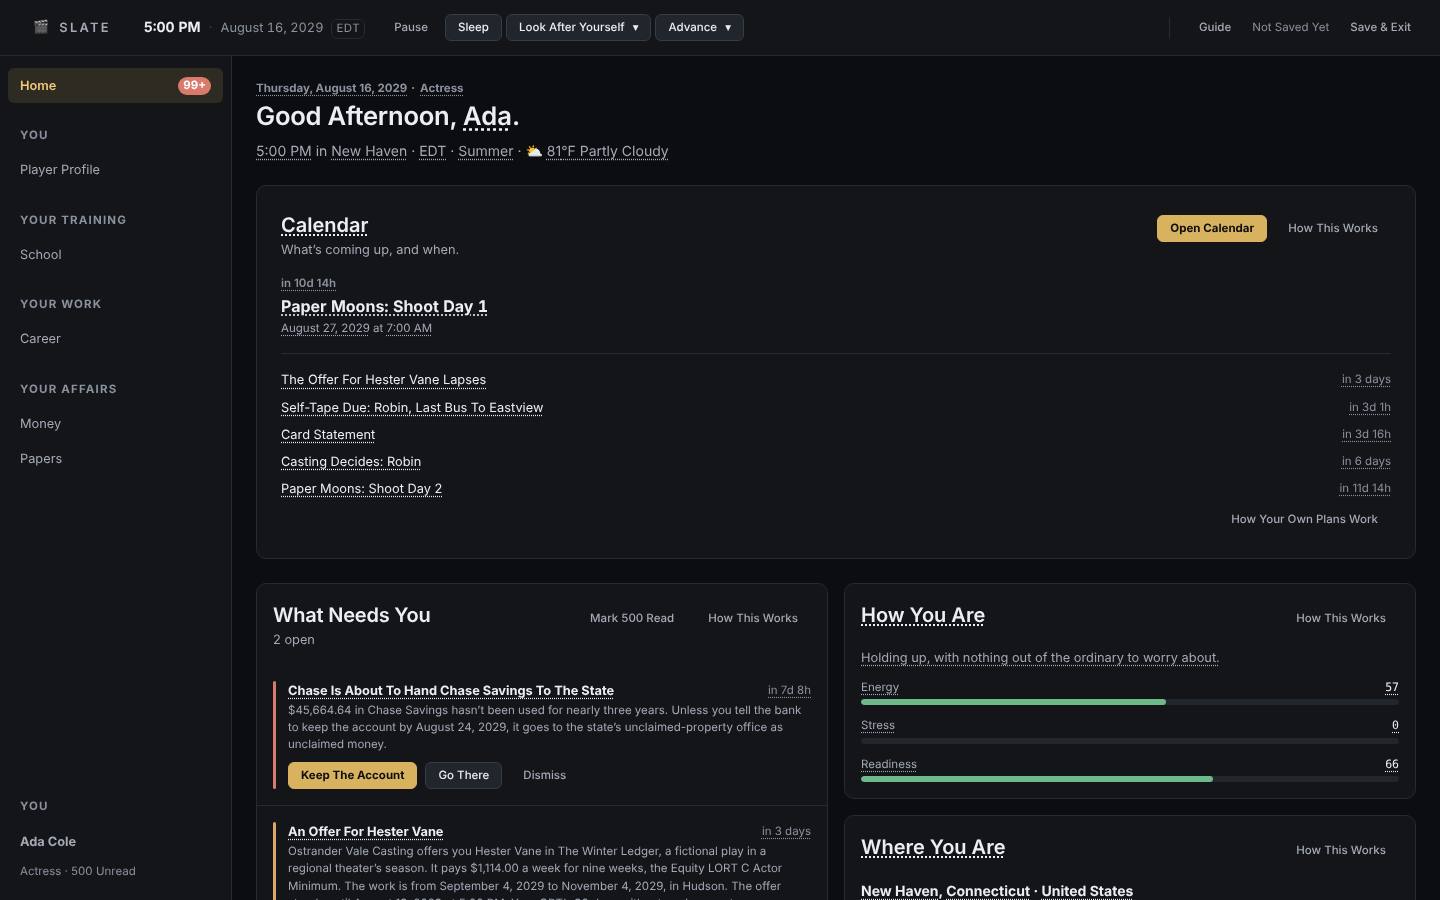 SLATE
5:00 PM · August 16, 2029 EDT
Pause
Sleep
Look After Yourself ▾
Advance ▾
Guide
Not Saved Yet
Save & Exit
Home 99+
YOU
Player Profile
YOUR TRAINING
School
YOUR WORK
Career
YOUR AFFAIRS
Money
Papers
YOU
Ada Cole
Actress · 500 Unread
Thursday, August 16, 2029 · Actress
Good Afternoon, Ada.
5:00 PM in New Haven · EDT · Summer · ⛅ 81°F Partly Cloudy
Calendar
Open Calendar
How This Works
What’s coming up, and when.
in 10d 14h
Paper Moons: Shoot Day 1
August 27, 2029 at 7:00 AM
The Offer For Hester Vane Lapses in 3 days
Self-Tape Due: Robin, Last Bus To Eastview in 3d 1h
Card Statement in 3d 16h
Casting Decides: Robin in 6 days
Paper Moons: Shoot Day 2 in 11d 14h
How Your Own Plans Work
What Needs You
Mark 500 Read
How This Works
2 open
Chase Is About To Hand Chase Savings To The State in 7d 8h
$45,664.64 in Chase Savings hasn’t been used for nearly three years. Unless you tell the bank
to keep the account by August 24, 2029, it goes to the state’s unclaimed-property office as
unclaimed money.
Keep The Account
Go There
Dismiss
An Offer For Hester Vane in 3 days
Ostrander Vale Casting offers you Hester Vane in The Winter Ledger, a fictional play in a
regional theater’s season. It pays $1,114.00 a week for nine weeks, the Equity LORT C Actor
Minimum. The work is from September 4, 2029 to November 4, 2029, in Hudson. The offer
How You Are
How This Works
Holding up, with nothing out of the ordinary to worry about.
Energy 57
Stress 0
Readiness 66
Where You Are
How This Works
New Haven, Connecticut · United States